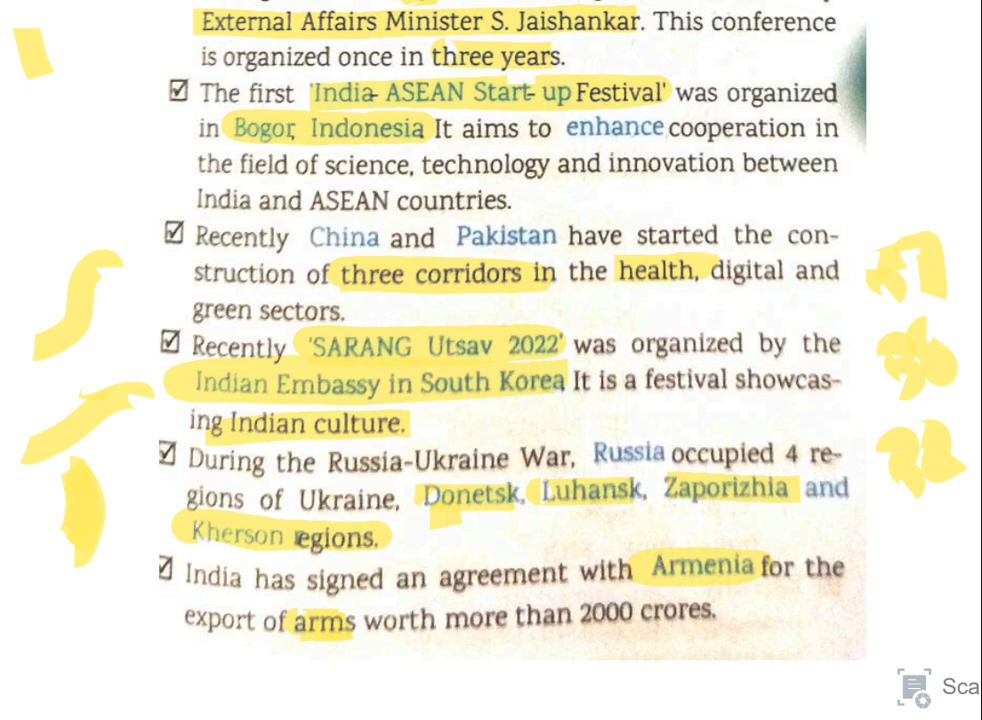 External Affairs Minister S. Jaishankar. This conference
is organized once in three years.
The first 'India-ASEAN Start-up Festival' was organized
in Bogor, Indonesia It aims to enhance cooperation in
the field of science, technology and innovation between
India and ASEAN countries.
Recently China and Pakistan have started the con-
struction of three corridors in the health, digital and
green sectors.
Recently 'SARANG Utsav 2022' was organized by the
Indian Embassy in South Korea It is a festival showcas-
ing Indian culture.
During the Russia-Ukraine War, Russia occupied 4 re-
gions of Ukraine, Donetsk, Luhansk, Zaporizhia and
Kherson egions.
India has signed an agreement with Armenia for the
export of arms worth more than 2000 crores.
Sca